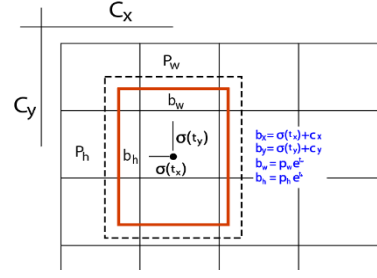 Cx
Pw
bw
Cy
σ(ty)
Ph
bh
σ(tx)
bx= σ(tx)+cx
by= σ(ty)+cy
bw= pwe
bh= phe